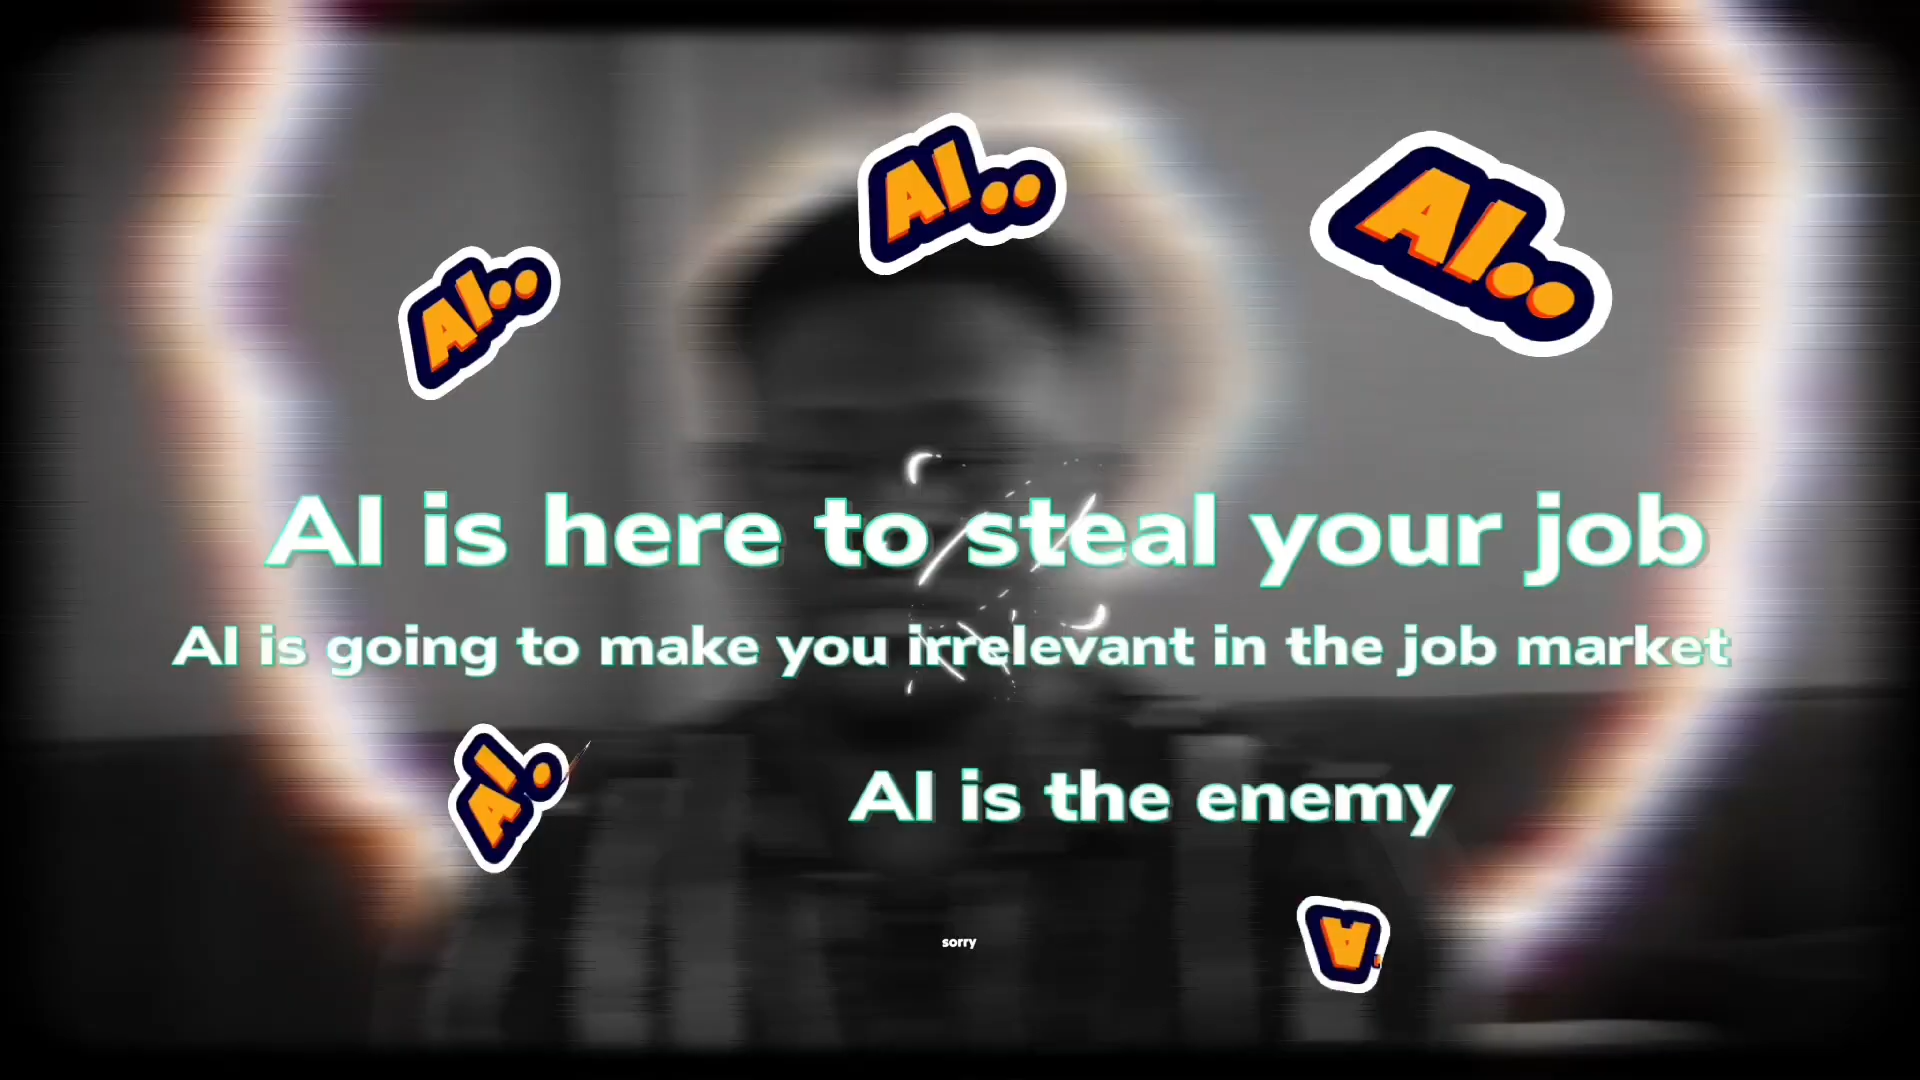 AI..
AI..
AI..
AI is here to steal your job
AI is going to make you irrelevant in the job market
AI.
AI is the enemy
A
sorry